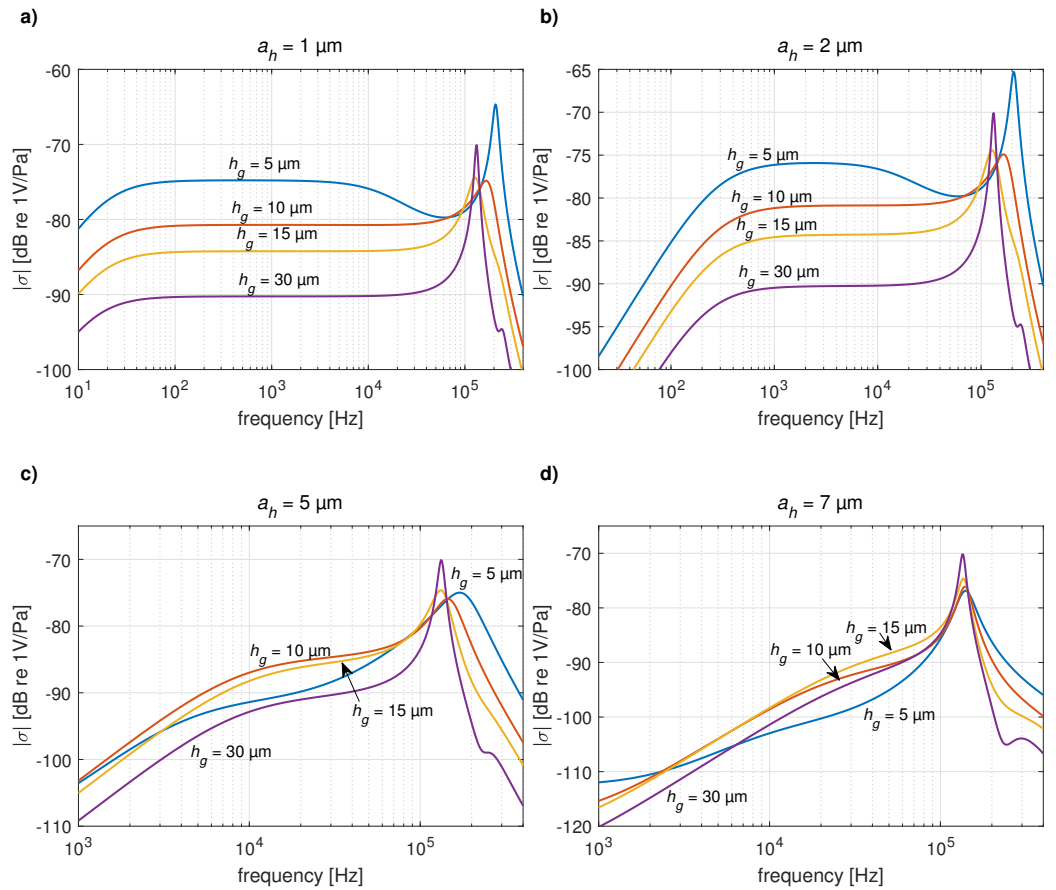 a)
a_h = 1 µm
-60
-70
-80
-90
-100
|σ| [dB re 1V/Pa]
h_g = 5 µm
h_g = 10 µm
h_g = 15 µm
h_g = 30 µm
10^1 10^2 10^3 10^4 10^5
frequency [Hz]
b)
a_h = 2 µm
-65
-70
-75
-80
-85
-90
-95
-100
|σ| [dB re 1V/Pa]
h_g = 5 µm
h_g = 10 µm
h_g = 15 µm
h_g = 30 µm
10^2 10^3 10^4 10^5
frequency [Hz]
c)
a_h = 5 µm
-70
-80
-90
-100
-110
|σ| [dB re 1V/Pa]
h_g = 5 µm
h_g = 10 µm
h_g = 15 µm
h_g = 30 µm
10^3 10^4 10^5
frequency [Hz]
d)
a_h = 7 µm
-70
-80
-90
-100
-110
-120
|σ| [dB re 1V/Pa]
h_g = 15 µm
h_g = 10 µm
h_g = 5 µm
h_g = 30 µm
10^3 10^4 10^5
frequency [Hz]